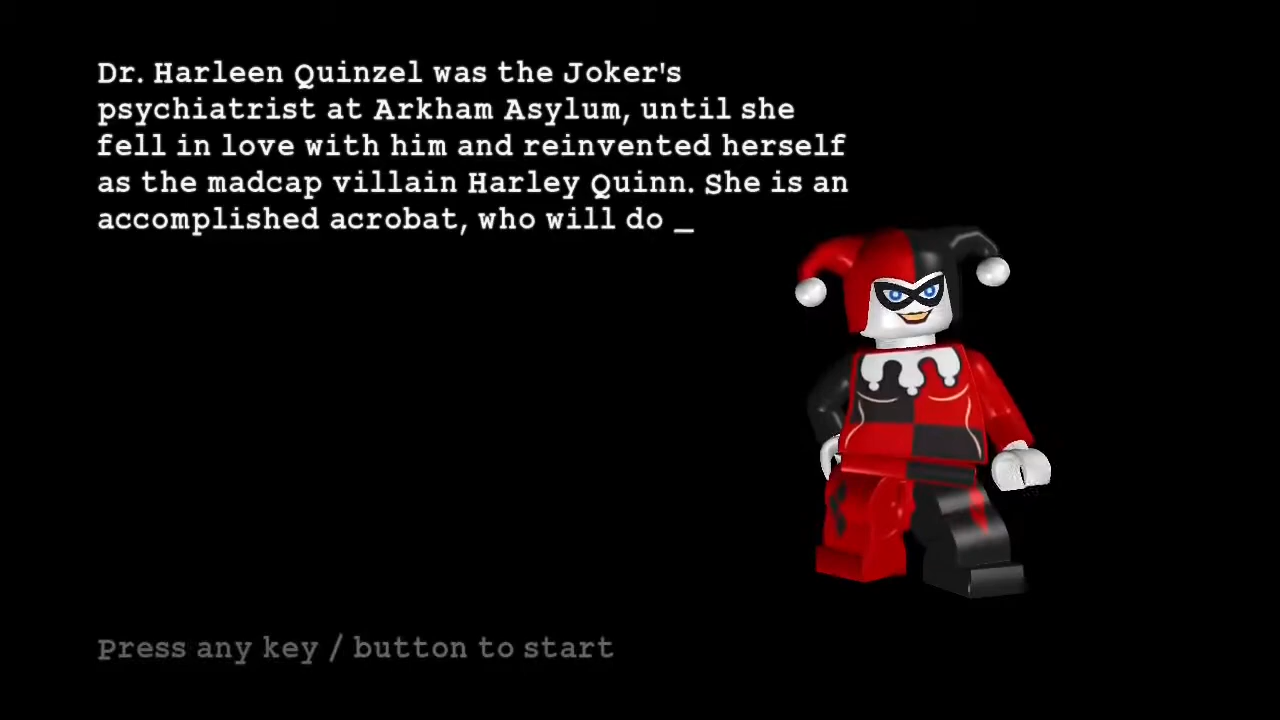 Dr. Harleen Quinzel was the Joker's
psychiatrist at Arkham Asylum, until she
fell in love with him and reinvented herself
as the madcap villain Harley Quinn. She is an
accomplished acrobat, who will do _
Press any key / button to start